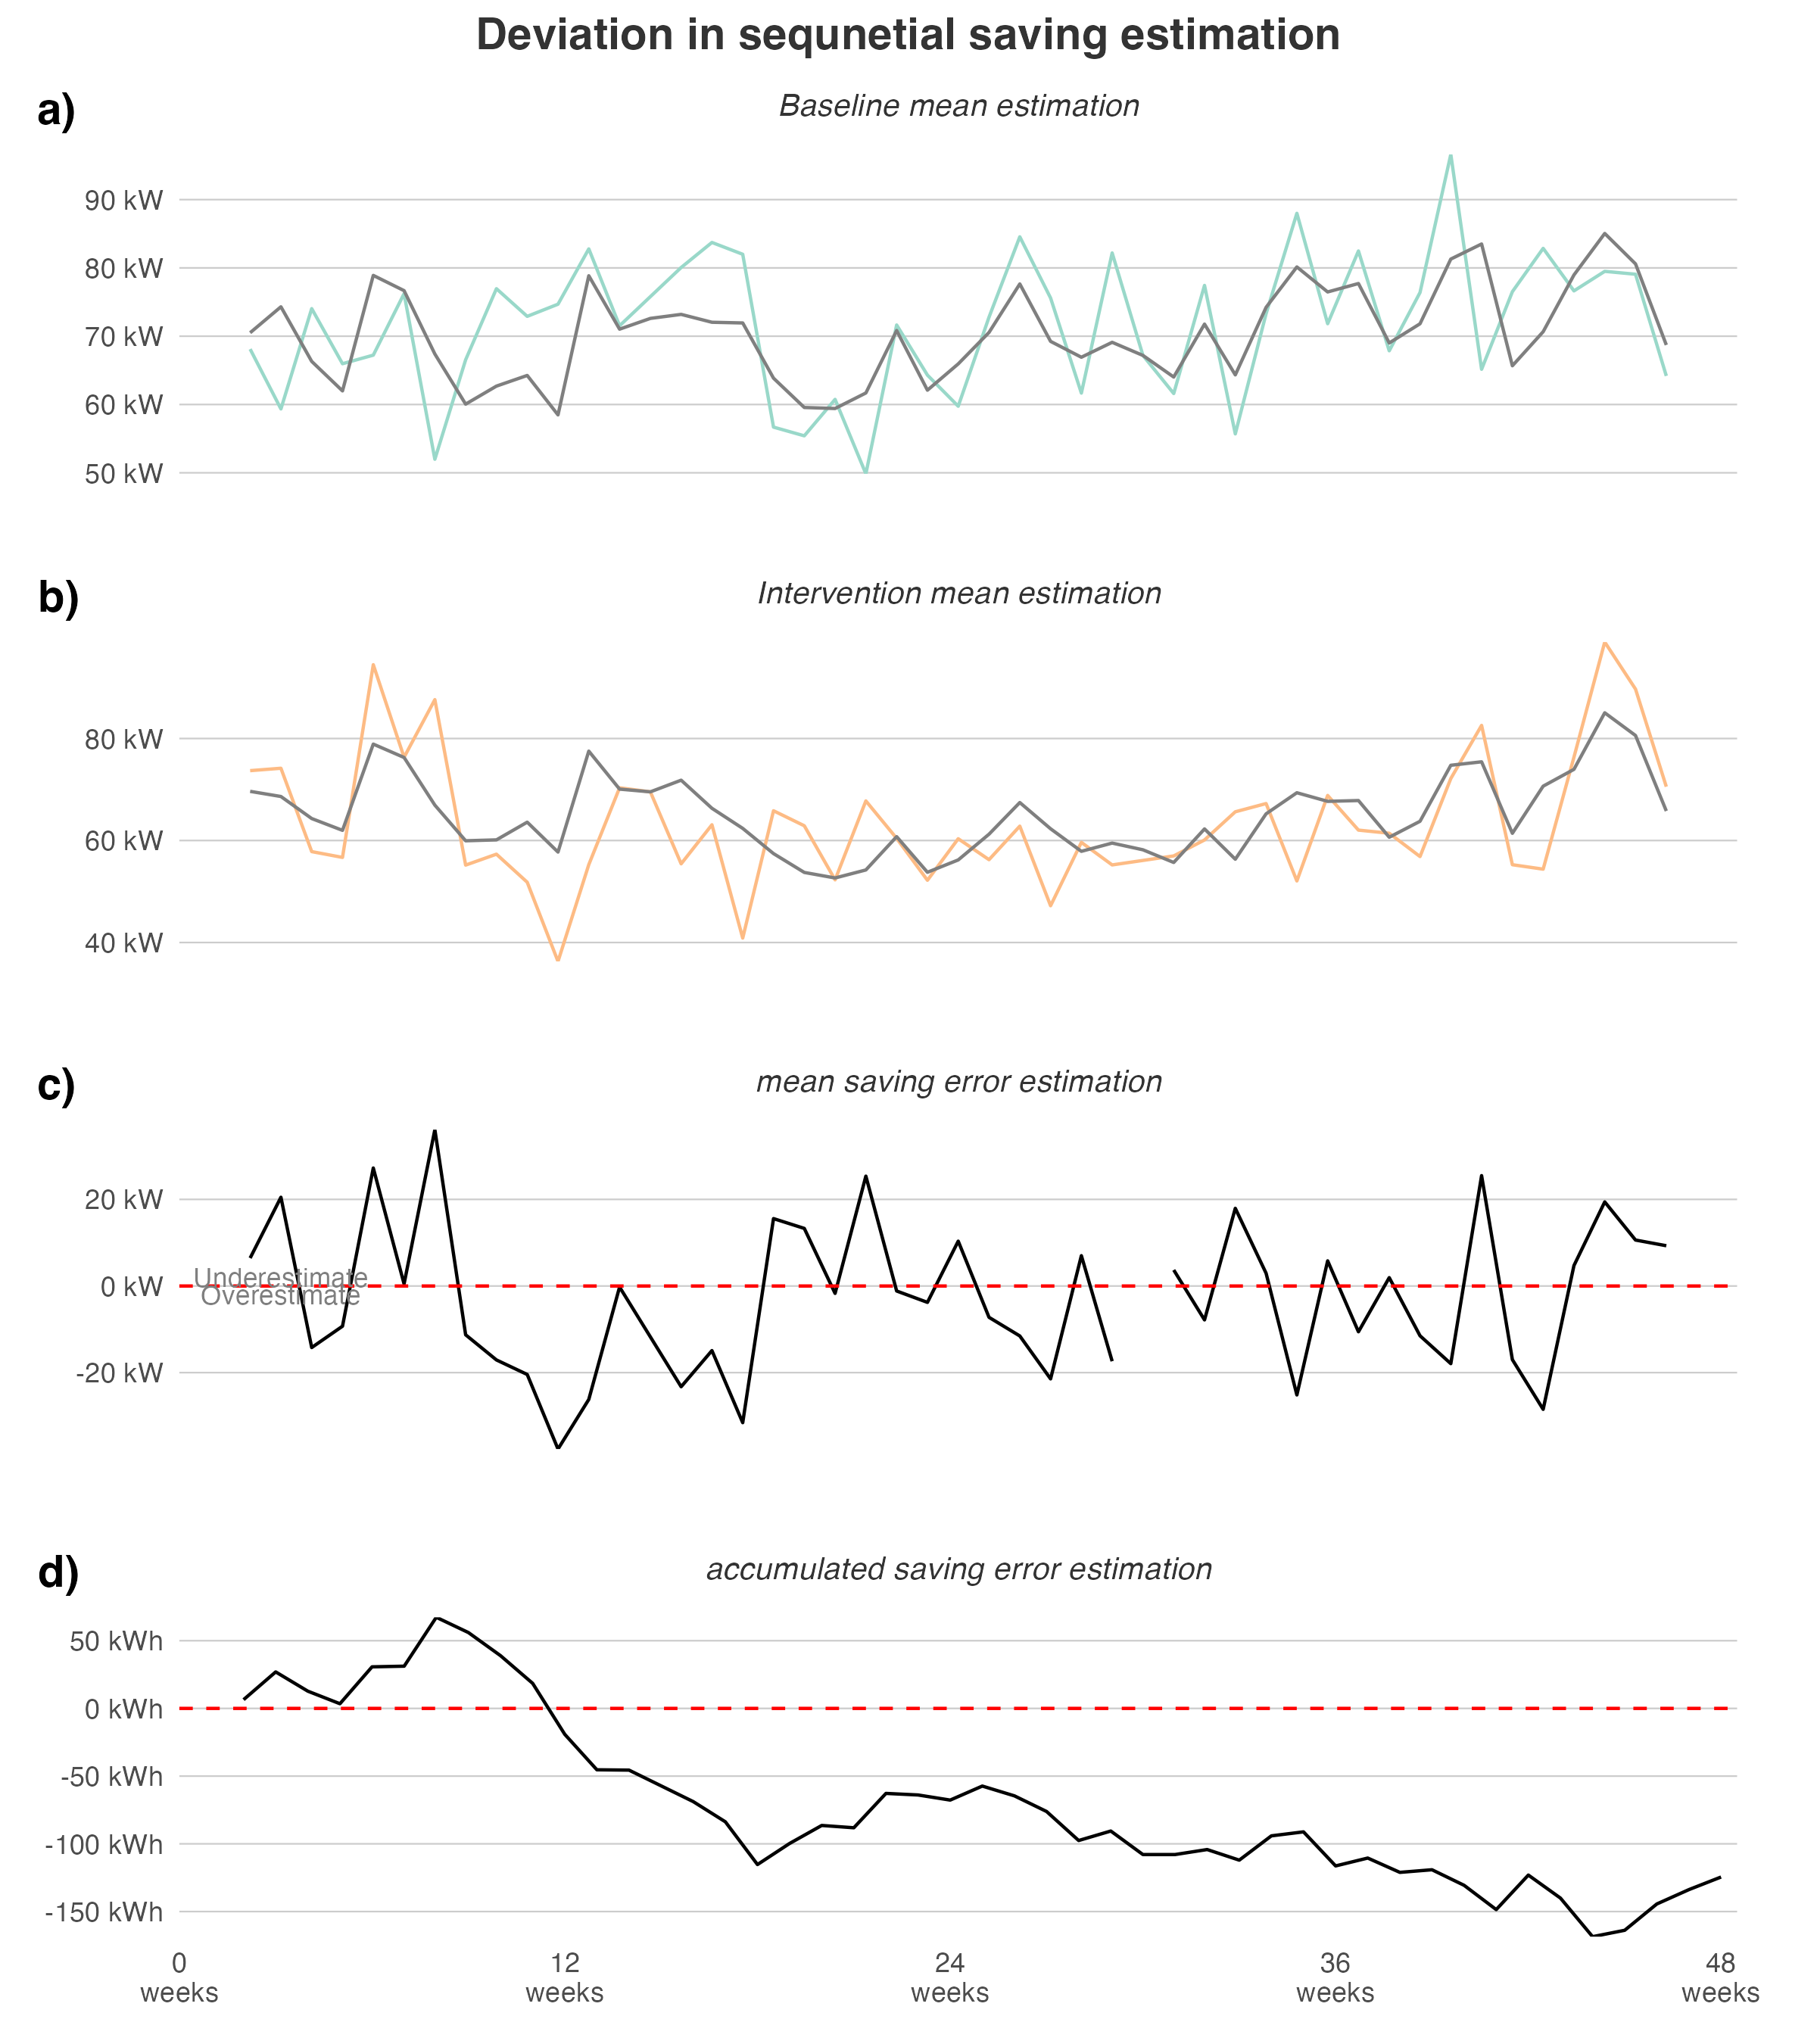 Deviation in sequnetial saving estimation
a)
Baseline mean estimation
90 kW
80 kW
70 kW
60 kW
50 kW
b)
Intervention mean estimation
80 kW
60 kW
40 kW
c)
mean saving error estimation
20 kW
Underestimate
0 kW
Overestimate
-20 kW
d)
accumulated saving error estimation
50 kWh
0 kWh
-50 kWh
-100 kWh
-150 kWh
0 12 24 36 48
weeks weeks weeks weeks weeks